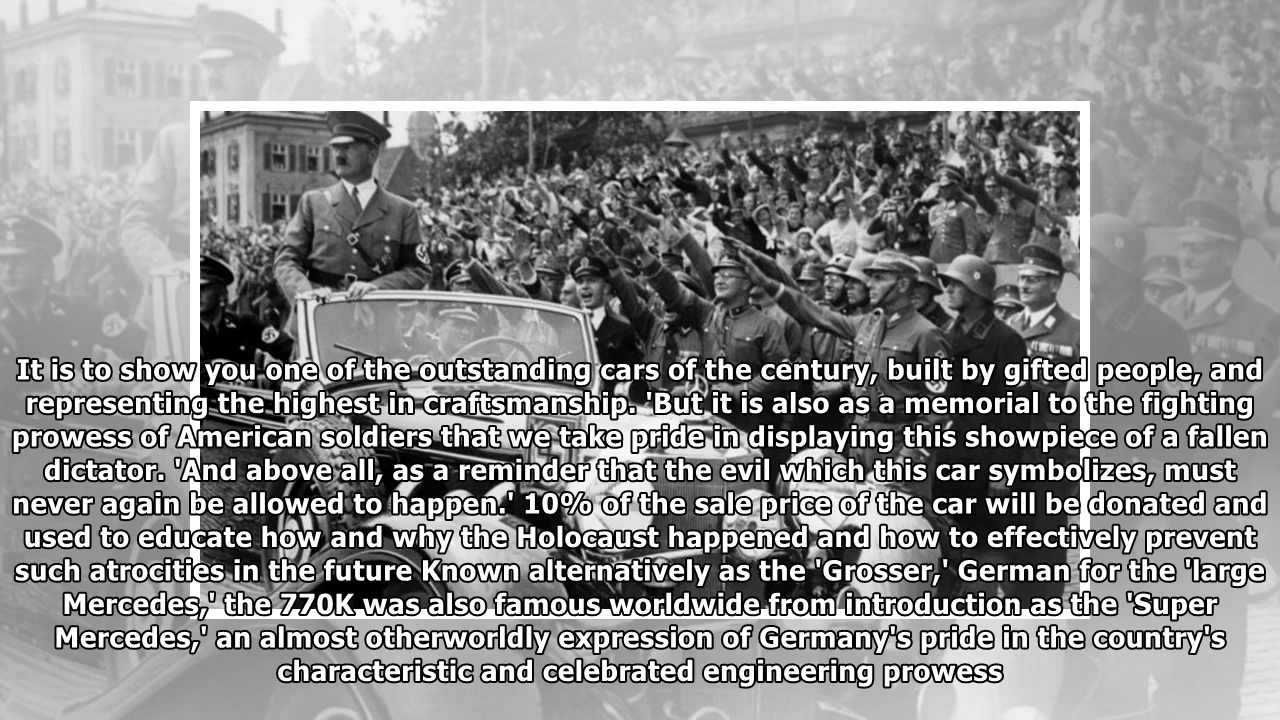 It is to show you one of the outstanding cars of the century, built by gifted people, and
representing the highest in craftsmanship. 'But it is also as a memorial to the fighting
prowess of American soldiers that we take pride in displaying this showpiece of a fallen
dictator. 'And above all, as a reminder that the evil which this car symbolizes, must
never again be allowed to happen.' 10% of the sale price of the car will be donated and
used to educate how and why the Holocaust happened and how to effectively prevent
such atrocities in the future Known alternatively as the 'Grosser,' German for the 'large
Mercedes,' the 770K was also famous worldwide from introduction as the 'Super
Mercedes,' an almost otherworldly expression of Germany's pride in the country's
characteristic and celebrated engineering prowess